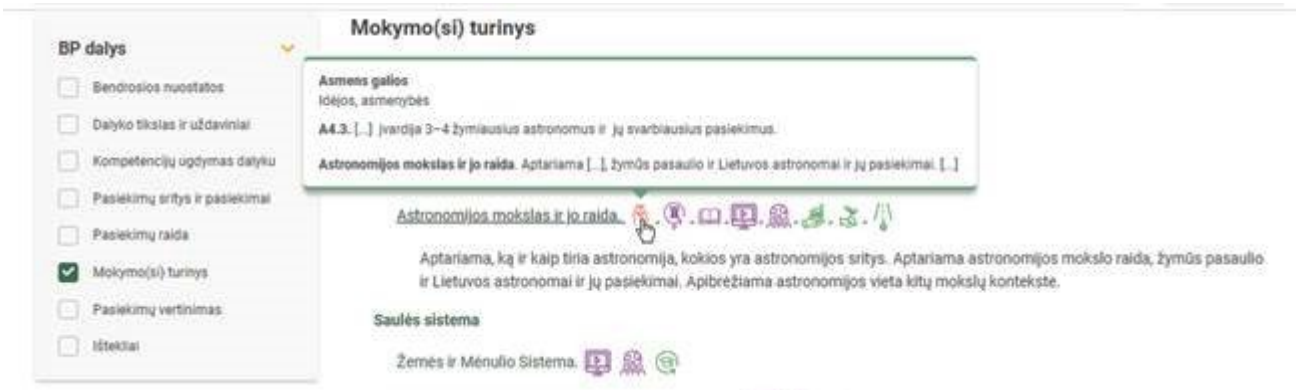 Mokymo(si) turinys
BP dalys
Bendrosios nuostatos
Dalyko tikslas ir uždaviniai
Kompetencijų ugdymas dalyku
Pasiekimų sritys ir pasiekimai
Pasiekimų raida
Mokymo(si) turinys
Pasiekimų vertinimas
Ištekliai
Asmens galios
Idėjos, asmenybės
A4.3. [...] įvardija 3–4 žymiausius astronomus ir jų svarbiausius pasiekimus.
Astronomijos mokslas ir jo raida. Aptariama [...], žymūs pasaulio ir Lietuvos astronomai ir jų pasiekimai. [...]
Astronomijos mokslas ir jo raida.
Aptariama, ką ir kaip tiria astronomija, kokios yra astronomijos sritys. Aptariama astronomijos mokslo raida, žymūs pasaulio
ir Lietuvos astronomai ir jų pasiekimai. Apibrėžiama astronomijos vieta kitų mokslų kontekste.
Saulės sistema
Žemės ir Mėnulio Sistema.